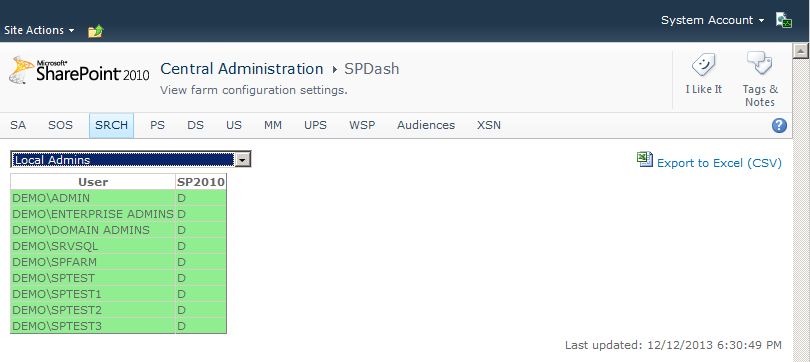 Site Actions
System Account
Microsoft®
SharePoint® 2010
Central Administration ▸ SPDash
View farm configuration settings.
I Like It
Tags &
Notes
SA SOS SRCH PS DS US MM UPS WSP Audiences XSN
Local Admins
Export to Excel (CSV)
User SP2010
DEMO\ADMIN D
DEMO\ENTERPRISE ADMINS D
DEMO\DOMAIN ADMINS D
DEMO\SRVSQL D
DEMO\SPFARM D
DEMO\SPTEST D
DEMO\SPTEST1 D
DEMO\SPTEST2 D
DEMO\SPTEST3 D
Last updated: 12/12/2013 6:30:49 PM